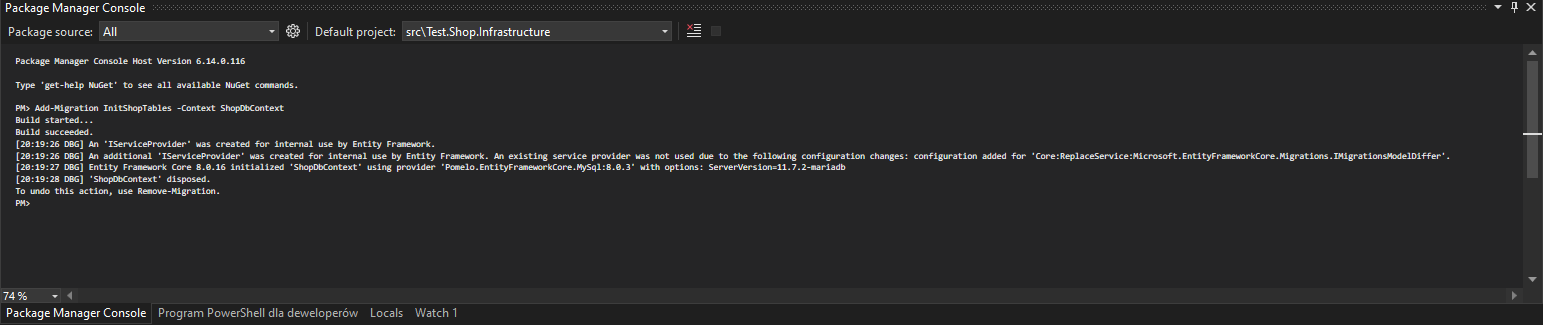 Package Manager Console
Package source: All Default project: src\Test.Shop.Infrastructure
Package Manager Console Host Version 6.14.0.116
Type 'get-help NuGet' to see all available NuGet commands.
PM> Add-Migration InitShopTables -Context ShopDbContext
Build started...
Build succeeded.
[20:19:26 DBG] An 'IServiceProvider' was created for internal use by Entity Framework.
[20:19:26 DBG] An additional 'IServiceProvider' was created for internal use by Entity Framework. An existing service provider was not used due to the following configuration changes: configuration added for 'Core:ReplaceService:Microsoft.EntityFrameworkCore.Migrations.IMigrationsModelDiffer'.
[20:19:27 DBG] Entity Framework Core 8.0.16 initialized 'ShopDbContext' using provider 'Pomelo.EntityFrameworkCore.MySql:8.0.3' with options: ServerVersion=11.7.2-mariadb
[20:19:28 DBG] 'ShopDbContext' disposed.
To undo this action, use Remove-Migration.
PM>
74 %
Package Manager Console Program PowerShell dla deweloperów Locals Watch 1